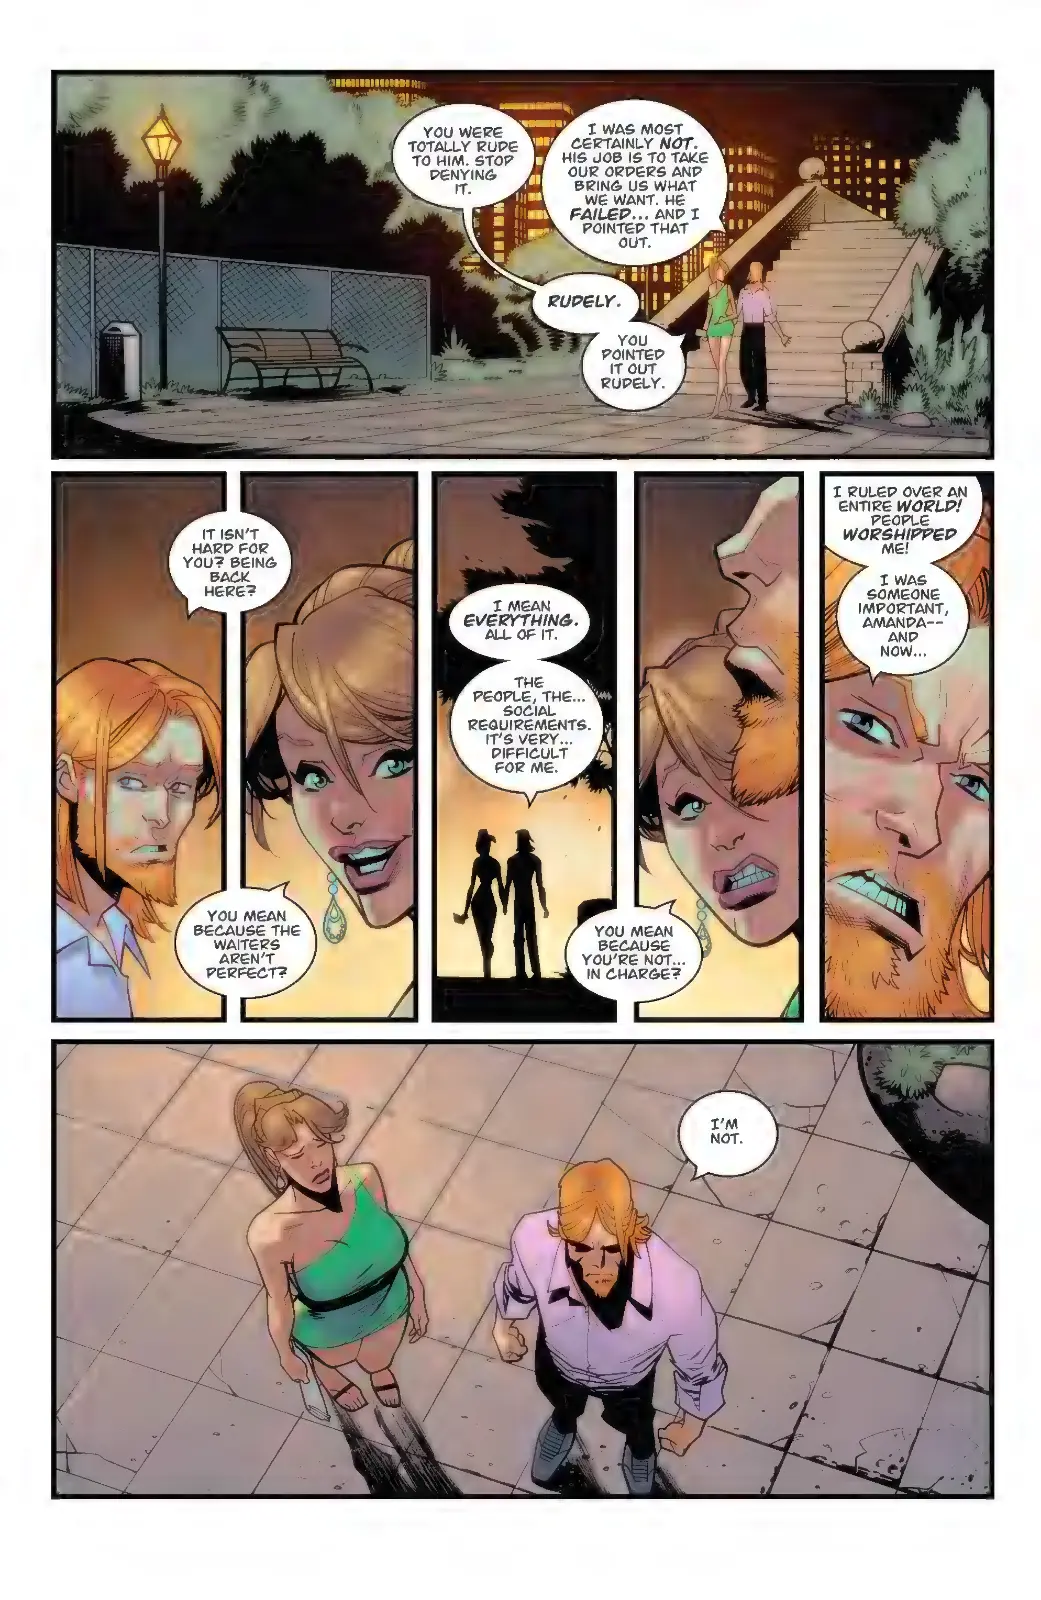 YOU WERE
TOTALLY RUDE
TO HIM. STOP
DENYING
IT.
I WAS MOST
CERTAINLY NOT.
HIS JOB IS TO TAKE
OUR ORDERS AND
BRING US WHAT
WE WANT. HE
FAILED... AND I
POINTED THAT
OUT.
RUDELY.
YOU
POINTED
IT OUT
RUDELY.
IT ISN'T
HARD FOR
YOU? BEING
BACK
HERE?
YOU MEAN
BECAUSE THE
WAITERS
AREN'T
PERFECT?
I MEAN
EVERYTHING.
ALL OF IT.
THE
PEOPLE, THE...
SOCIAL
REQUIREMENTS.
IT'S VERY...
DIFFICULT
FOR ME.
YOU MEAN
BECAUSE
YOU'RE NOT...
IN CHARGE?
I RULED OVER AN
ENTIRE WORLD!
PEOPLE
WORSHIPPED
ME!
I WAS
SOMEONE
IMPORTANT,
AMANDA--
AND
NOW...
I'M
NOT.